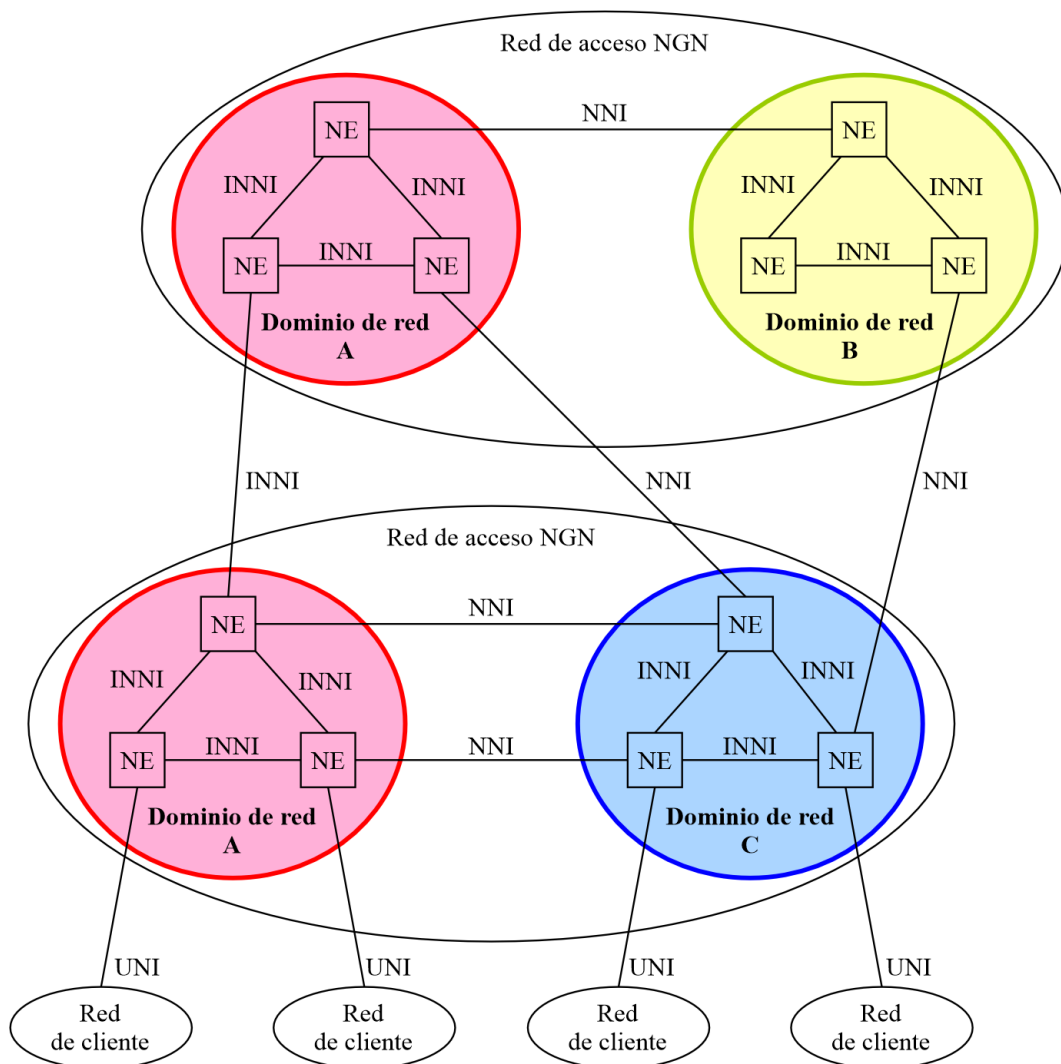 Red de acceso NGN
NE
NNI
NE
INNI
INNI
INNI
INNI
NE
INNI
NE
NE
INNI
NE
Dominio de red
A
Dominio de red
B
INNI
NNI
NNI
Red de acceso NGN
NE
NNI
NE
INNI
INNI
INNI
INNI
NE
INNI
NE
NNI
NE
INNI
NE
Dominio de red
A
Dominio de red
C
UNI
UNI
UNI
UNI
Red
de cliente
Red
de cliente
Red
de cliente
Red
de cliente